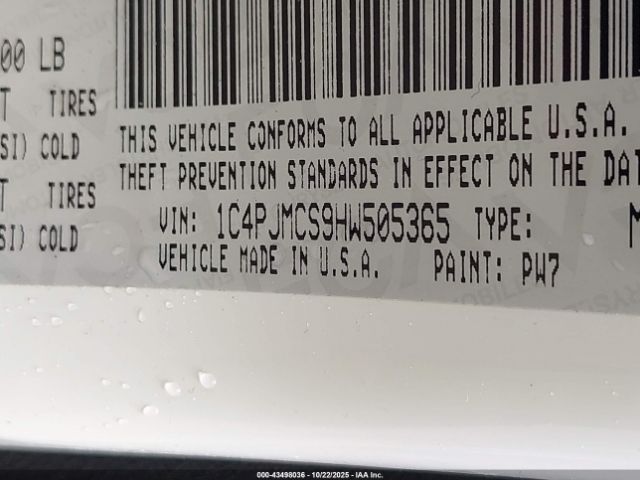 00 LB
T TIRES
SI) COLD
T TIRES
SI) COLD
THIS VEHICLE CONFORMS TO ALL APPLICABLE U.S.A.
THEFT PREVENTION STANDARDS IN EFFECT ON THE DAT
VIN: 1C4PJMCS9HW505365 TYPE: M
VEHICLE MADE IN U.S.A. PAINT: PW7
000-43498036 - 10/22/2025 - IAA Inc.